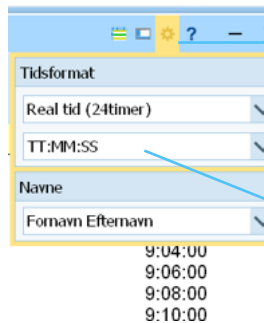 ?
Tidsformat
Real tid (24timer)
TT:MM:SS
Navne
Fornavn Efternavn
9:04:00
9:06:00
9:08:00
9:10:00